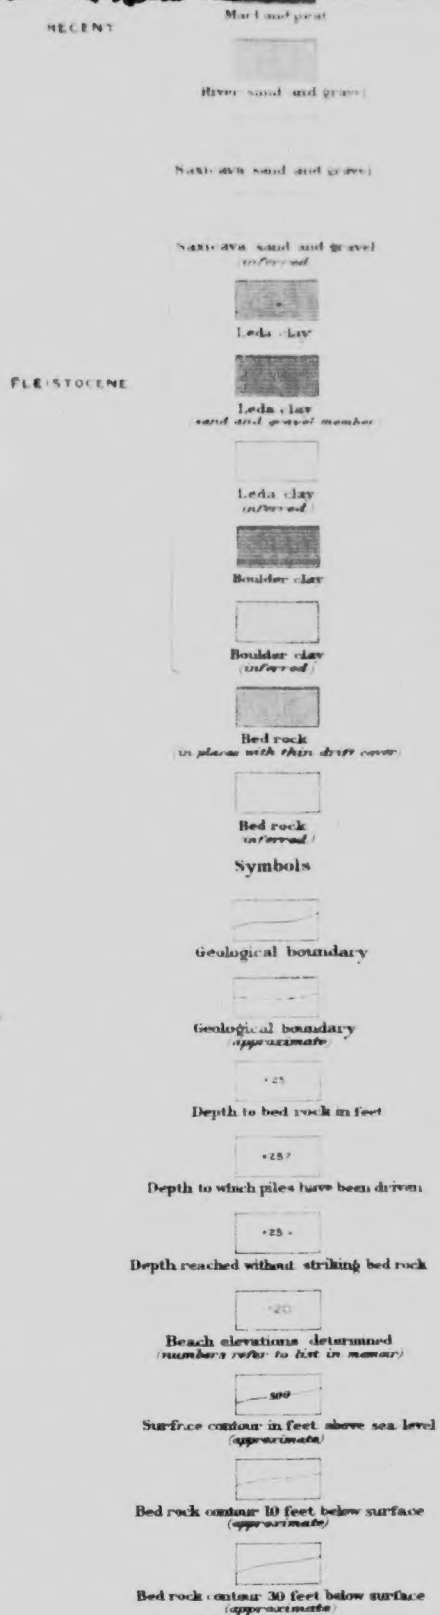 RECENT
Marl and peat
River sand and gravel
Saxicava sand and gravel
Saxicava sand and gravel
(inferred)
Leda clay
PLEISTOCENE
Leda clay
sand and gravel member)
Leda clay
(inferred)
Boulder clay
Boulder clay
(inferred)
Bed rock
(in places with thin drift cover)
Bed rock
(inferred)
Symbols
Geological boundary
Geological boundary
(approximate)
•25
Depth to bed rock in feet
•25?
Depth to winch piles have been driven
•25 -
Depth reached without striking bed rock
•20
Beach elevations determined
(numbers refer to list in memoir)
Surface contour in feet above sea level
(approximate)
Bed rock contour 10 feet below surface
(approximate)
Bed rock contour 30 feet below surface
(approximate)